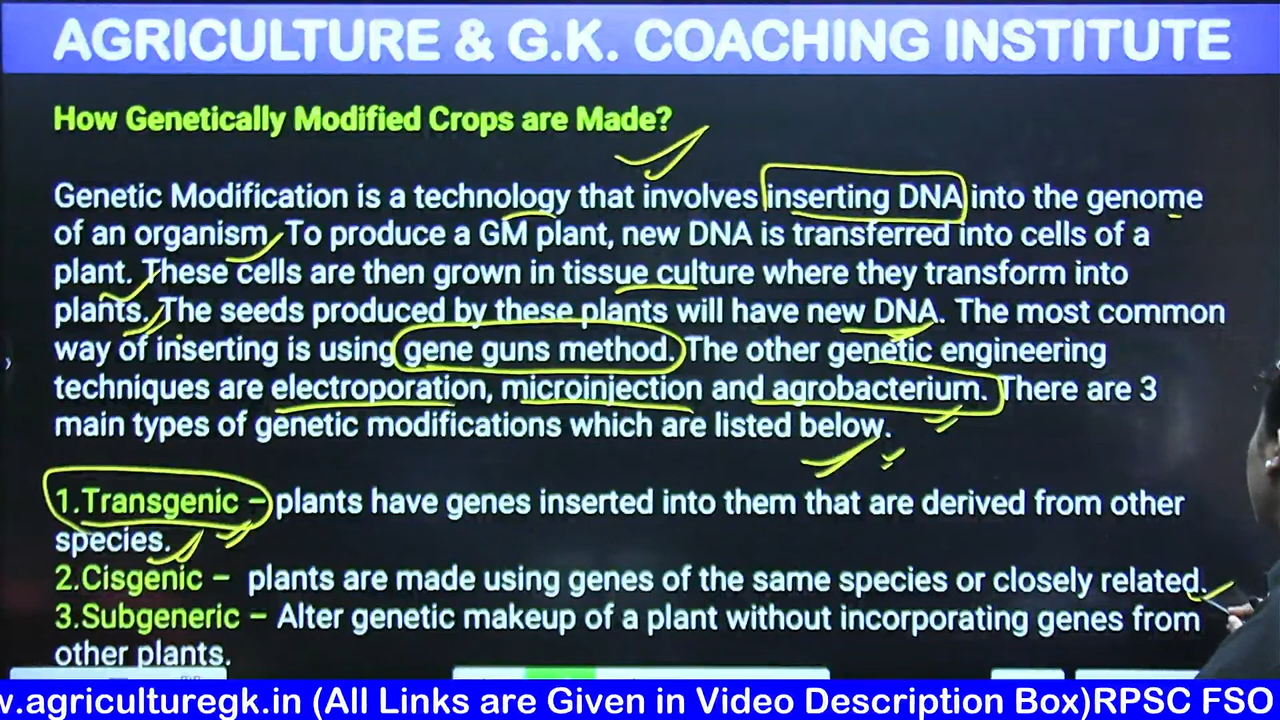 AGRICULTURE & G.K. COACHING INSTITUTE
How Genetically Modified Crops are Made?
Genetic Modification is a technology that involves inserting DNA into the genome
of an organism. To produce a GM plant, new DNA is transferred into cells of a
plant. These cells are then grown in tissue culture where they transform into
plants. The seeds produced by these plants will have new DNA. The most common
way of inserting is using gene guns method. The other genetic engineering
techniques are electroporation, microinjection and agrobacterium. There are 3
main types of genetic modifications which are listed below.
1.Transgenic – plants have genes inserted into them that are derived from other
species.
2.Cisgenic – plants are made using genes of the same species or closely related.
3.Subgeneric – Alter genetic makeup of a plant without incorporating genes from
other plants.
w.agriculturegk.in (All Links are Given in Video Description Box)RPSC FSO